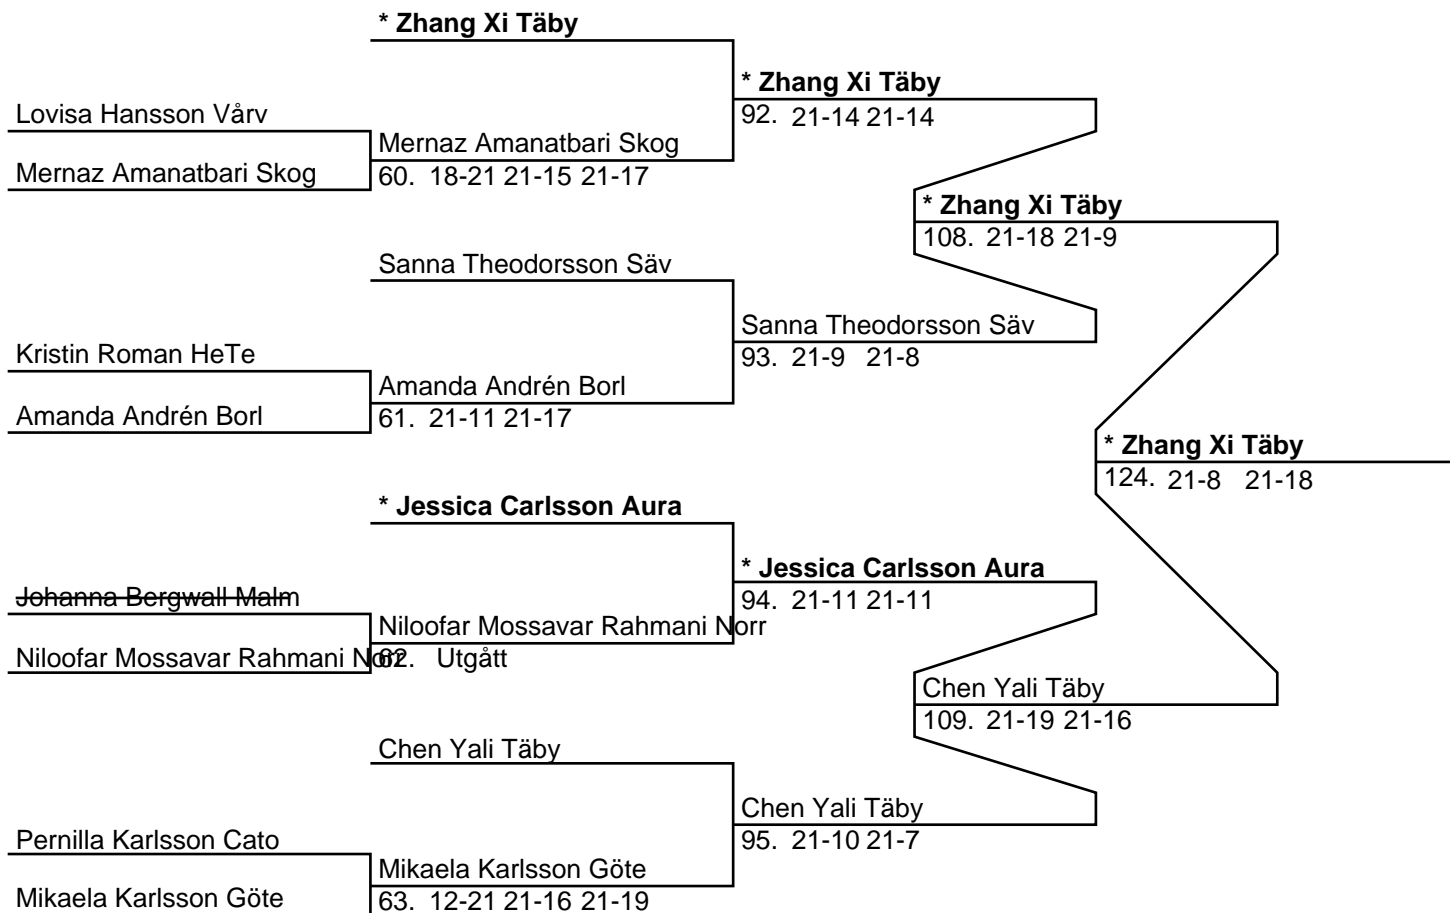 * Zhang Xi Täby
* Zhang Xi Täby
92. 21-14 21-14
Lovisa Hansson Vårv
Mernaz Amanatbari Skog
Mernaz Amanatbari Skog
60. 18-21 21-15 21-17
* Zhang Xi Täby
108. 21-18 21-9
Sanna Theodorsson Säv
Sanna Theodorsson Säv
93. 21-9 21-8
Kristin Roman HeTe
Amanda Andrén Borl
Amanda Andrén Borl
61. 21-11 21-17
* Zhang Xi Täby
124. 21-8 21-18
* Jessica Carlsson Aura
* Jessica Carlsson Aura
94. 21-11 21-11
Johanna Bergwall Malm
Niloofar Mossavar Rahmani Norr
Niloofar Mossavar Rahmani Norr
62. Utgått
Chen Yali Täby
109. 21-19 21-16
Chen Yali Täby
Chen Yali Täby
95. 21-10 21-7
Pernilla Karlsson Cato
Mikaela Karlsson Göte
Mikaela Karlsson Göte
63. 12-21 21-16 21-19